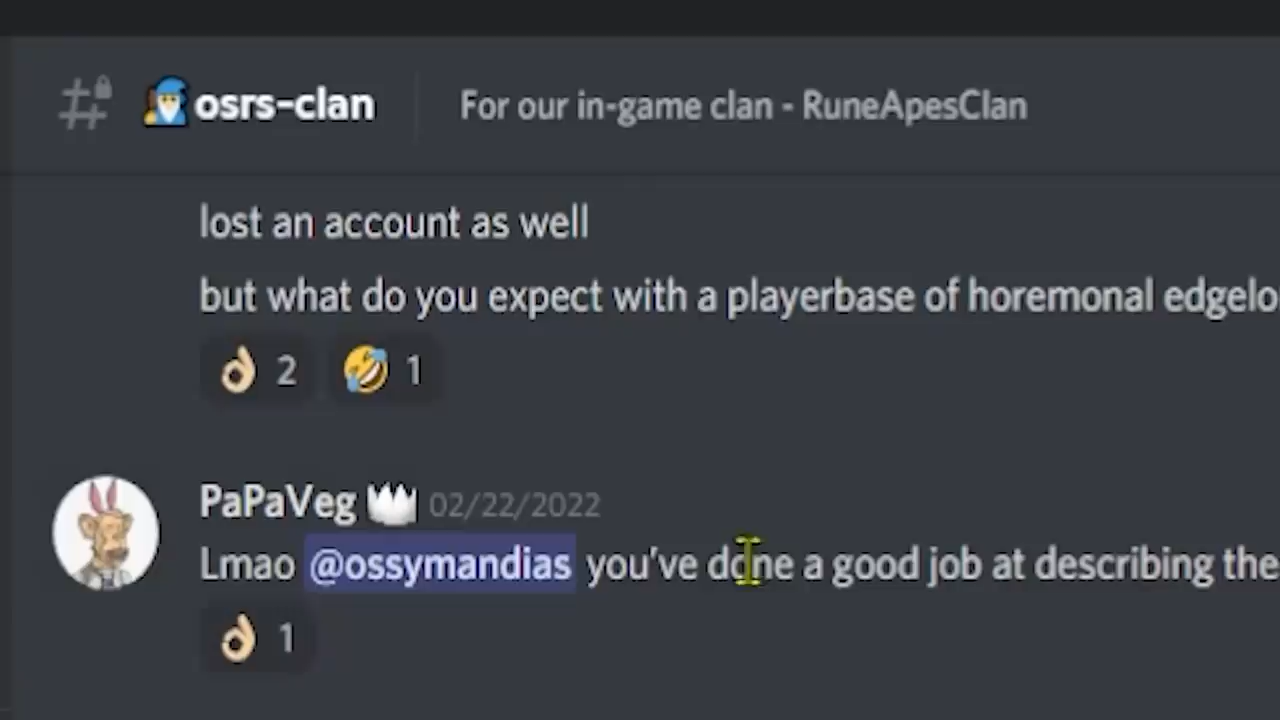 osrs-clan For our in-game clan - RuneApesClan
lost an account as well
but what do you expect with a playerbase of horemonal edgelo
2 1
PaPaVeg 02/22/2022
Lmao @ossymandias you've done a good job at describing the
1